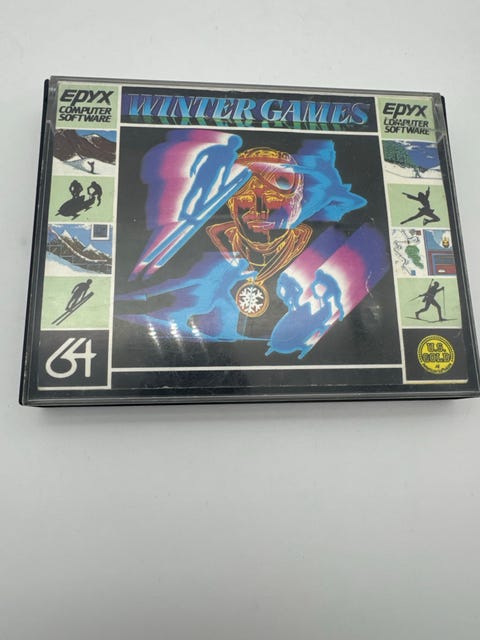 EPYX
COMPUTER
SOFTWARE
WINTER GAMES
EPYX
COMPUTER
SOFTWARE
64
U.S.
GOLD